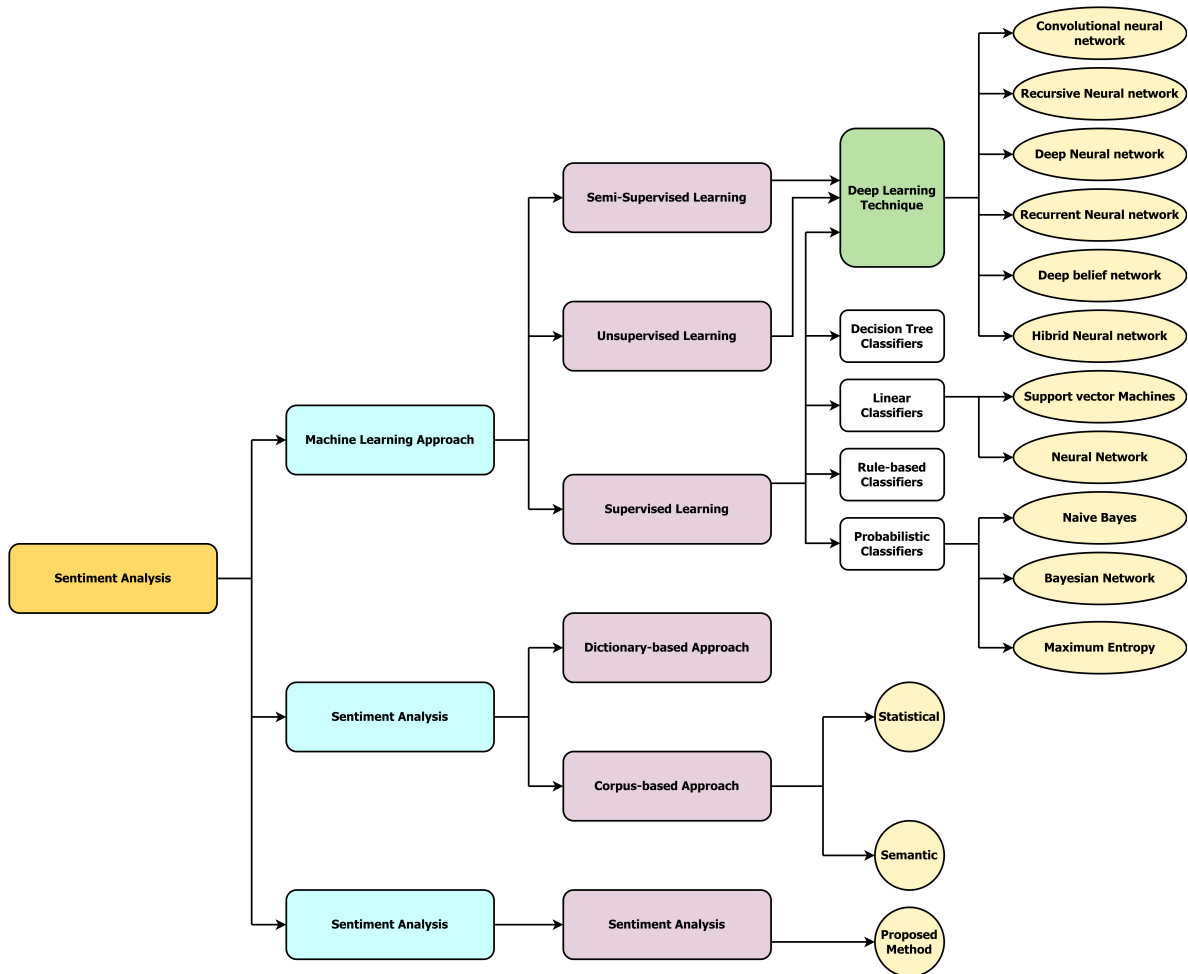 Convolutional neural
network
Recursive Neural network
Deep Neural network
Semi-Supervised Learning
Deep Learning
Technique
Recurrent Neural network
Deep belief network
Unsupervised Learning
Decision Tree
Classifiers
Hibrid Neural network
Linear
Classifiers
Support vector Machines
Machine Learning Approach
Neural Network
Rule-based
Classifiers
Supervised Learning
Naive Bayes
Probabilistic
Classifiers
Sentiment Analysis
Bayesian Network
Dictionary-based Approach
Maximum Entropy
Sentiment Analysis
Statistical
Corpus-based Approach
Semantic
Sentiment Analysis
Sentiment Analysis
Proposed
Method